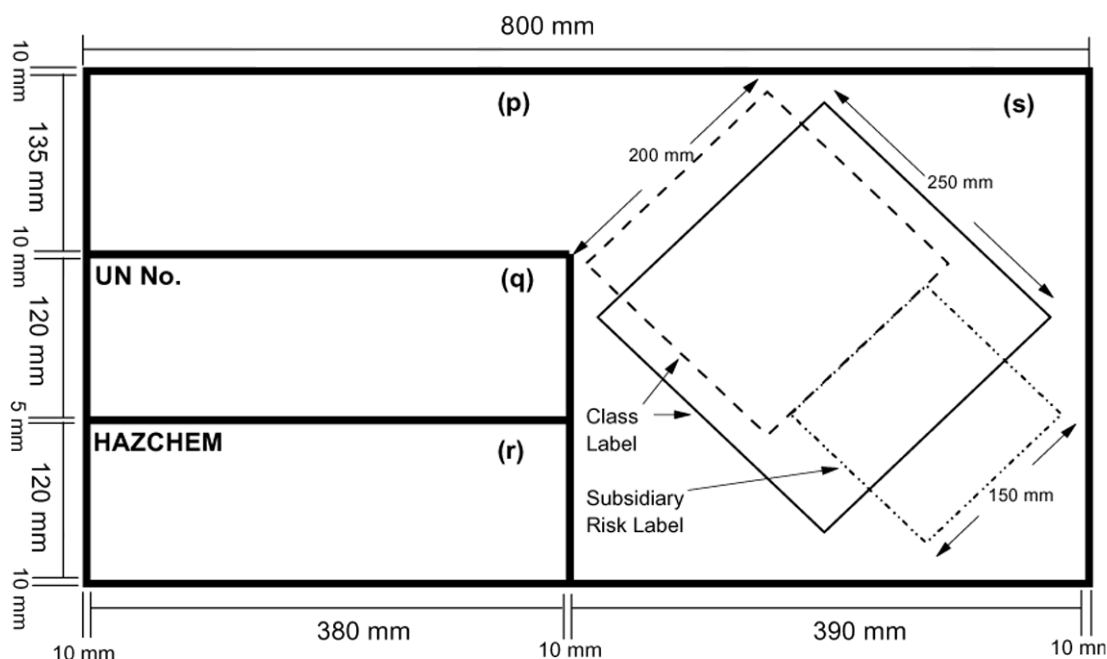 800 mm
10 mm
135 mm
10 mm
120 mm
5 mm
120 mm
10 mm
(p)
(s)
200 mm
250 mm
UN No.
(q)
HAZCHEM
(r)
Class
Label
Subsidiary
Risk Label
150 mm
380 mm
390 mm
10 mm
10 mm
10 mm